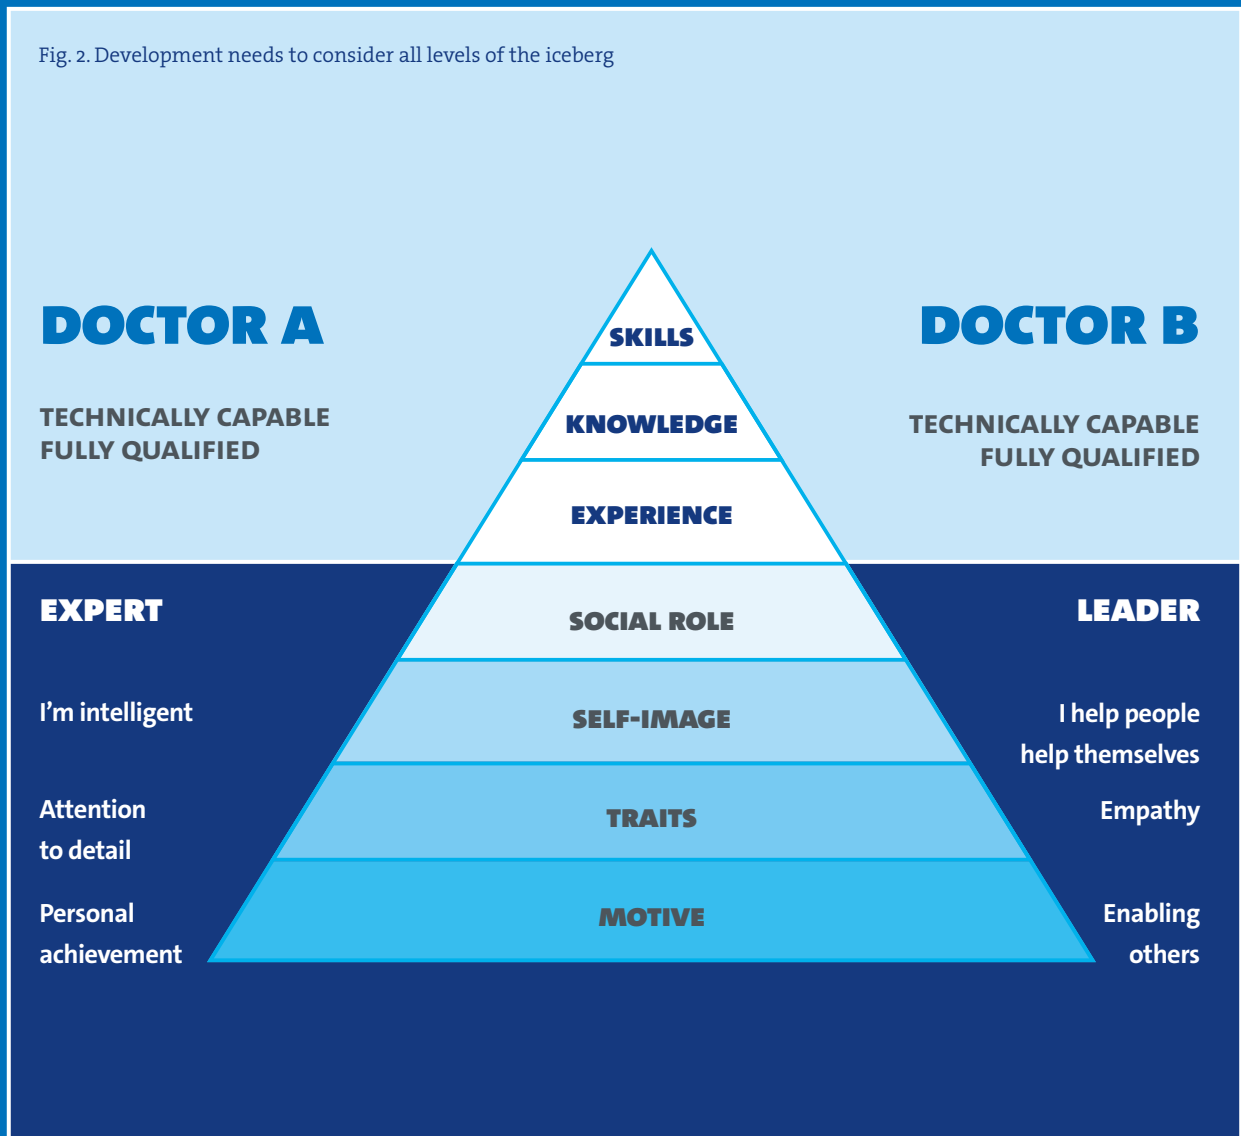 Fig. 2. Development needs to consider all levels of the iceberg
DOCTOR A
TECHNICALLY CAPABLE
FULLY QUALIFIED
DOCTOR B
TECHNICALLY CAPABLE
FULLY QUALIFIED
SKILLS
KNOWLEDGE
EXPERIENCE
EXPERT
SOCIAL ROLE
LEADER
I'm intelligent
SELF-IMAGE
I help people
help themselves
Attention
to detail
TRAITS
Empathy
Personal
achievement
MOTIVE
Enabling
others